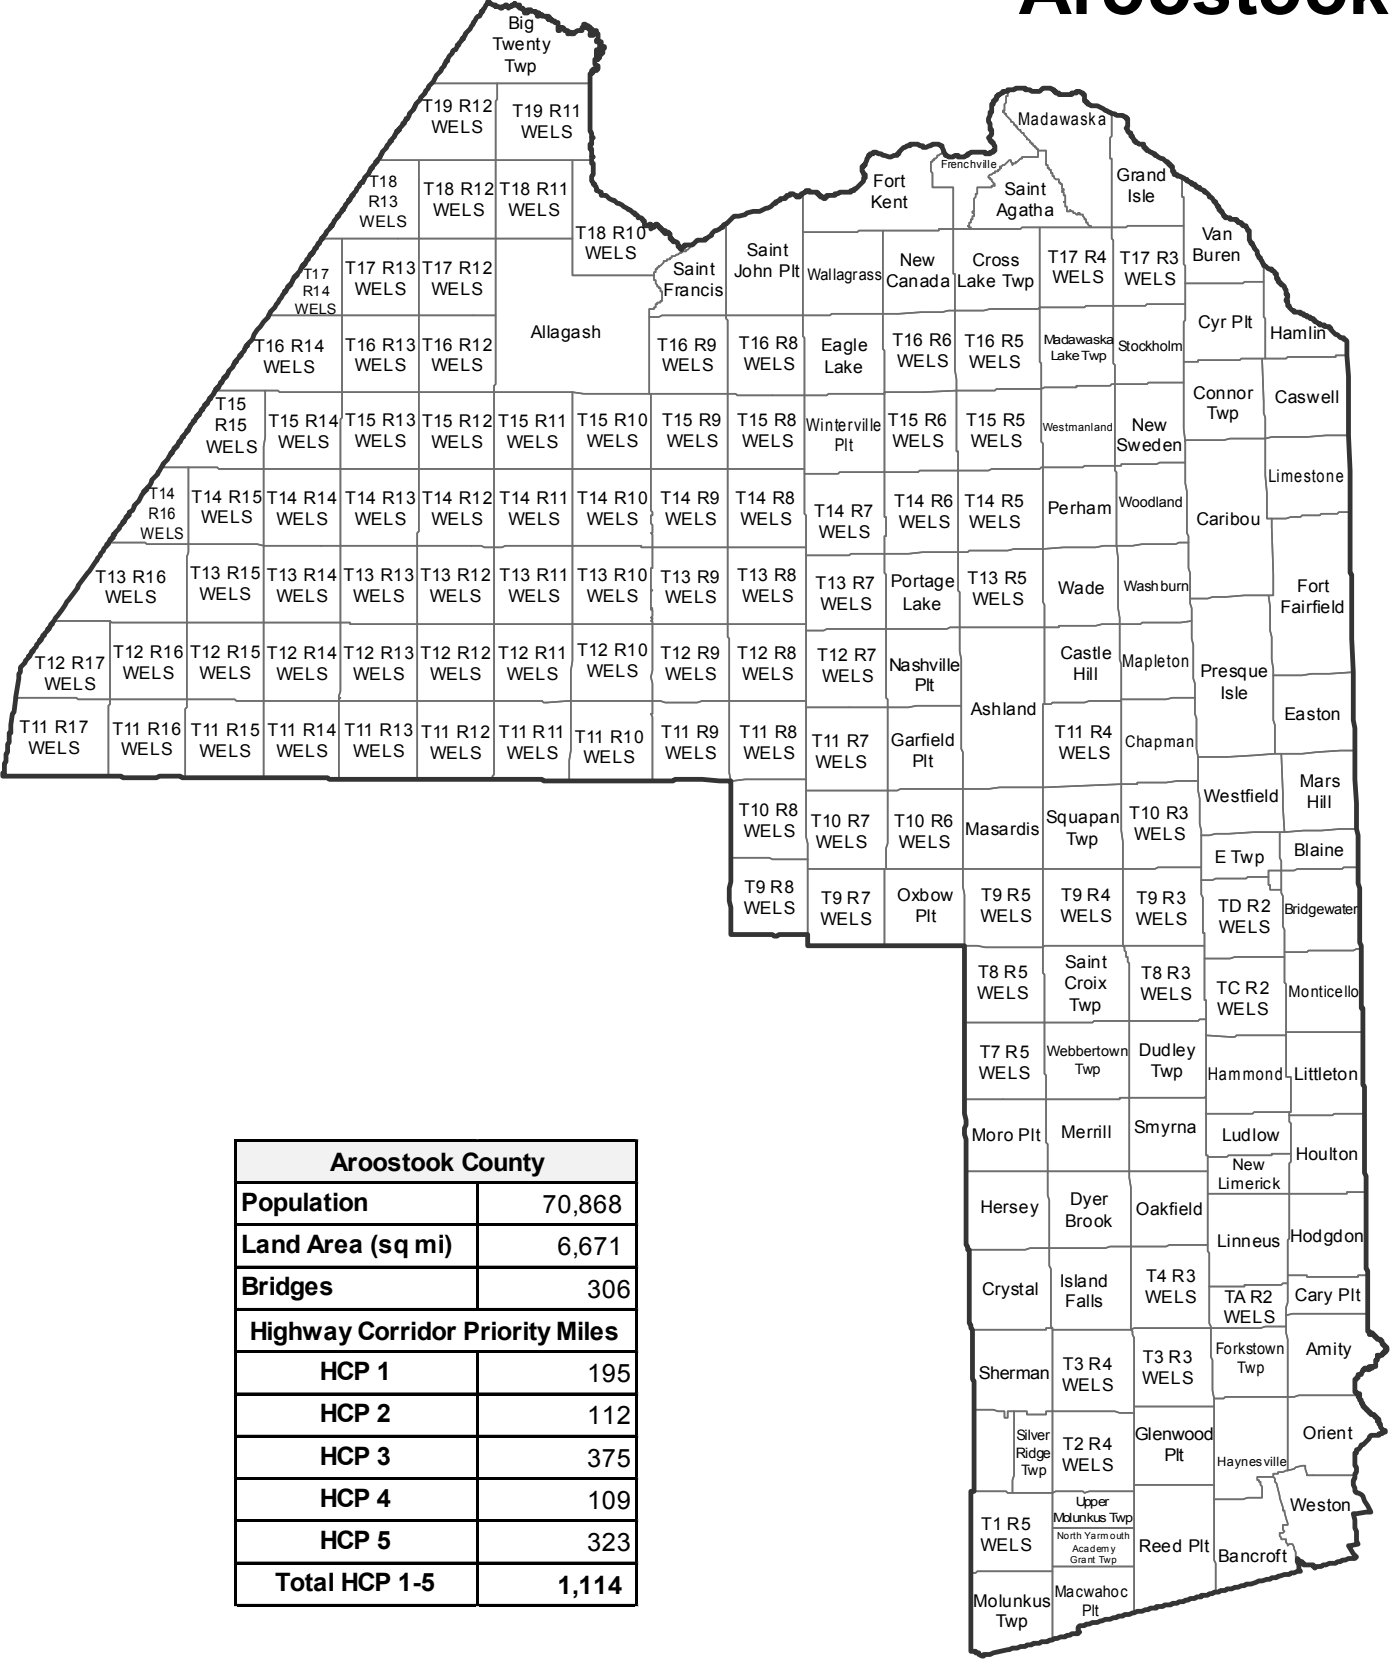 Aroostook
Big
Twenty
Twp
T19 R12
WELS
T19 R11
WELS
Madawaska
Frenchville
T18
R13
WELS
T18 R12
WELS
T18 R11
WELS
T18 R10
WELS
Fort
Kent
Saint
Agatha
Grand
Isle
Van
Buren
T17
R14
WELS
T17 R13
WELS
T17 R12
WELS
Allagash
Saint
Francis
Saint
John Plt
Wallagrass
New
Canada
Cross
Lake Twp
T17 R4
WELS
T17 R3
WELS
Cyr Plt
Hamlin
T16 R14
WELS
T16 R13
WELS
T16 R12
WELS
T16 R9
WELS
T16 R8
WELS
Eagle
Lake
T16 R6
WELS
T16 R5
WELS
Madawaska
Lake Twp
Stockholm
Connor
Twp
Caswell
T15
R15
WELS
T15 R14
WELS
T15 R13
WELS
T15 R12
WELS
T15 R11
WELS
T15 R10
WELS
T15 R9
WELS
T15 R8
WELS
Winterville
Plt
T15 R6
WELS
T15 R5
WELS
Westmanland
New
Sweden
Limestone
T14
R16
WELS
T14 R15
WELS
T14 R14
WELS
T14 R13
WELS
T14 R12
WELS
T14 R11
WELS
T14 R10
WELS
T14 R9
WELS
T14 R8
WELS
T14 R7
WELS
T14 R6
WELS
T14 R5
WELS
Perham
Woodland
Caribou
T13 R16
WELS
T13 R15
WELS
T13 R14
WELS
T13 R13
WELS
T13 R12
WELS
T13 R11
WELS
T13 R10
WELS
T13 R9
WELS
T13 R8
WELS
T13 R7
WELS
Portage
Lake
T13 R5
WELS
Wade
Washburn
Fort
Fairfield
T12 R17
WELS
T12 R16
WELS
T12 R15
WELS
T12 R14
WELS
T12 R13
WELS
T12 R12
WELS
T12 R11
WELS
T12 R10
WELS
T12 R9
WELS
T12 R8
WELS
T12 R7
WELS
Nashville
Plt
Ashland
Castle
Hill
Mapleton
Presque
Isle
Easton
T11 R17
WELS
T11 R16
WELS
T11 R15
WELS
T11 R14
WELS
T11 R13
WELS
T11 R12
WELS
T11 R11
WELS
T11 R10
WELS
T11 R9
WELS
T11 R8
WELS
T11 R7
WELS
Garfield
Plt
T11 R4
WELS
Chapman
Westfield
Mars
Hill
T10 R8
WELS
T10 R7
WELS
T10 R6
WELS
Masardis
Squapan
Twp
T10 R3
WELS
E Twp
Blaine
T9 R8
WELS
T9 R7
WELS
Oxbow
Plt
T9 R5
WELS
T9 R4
WELS
T9 R3
WELS
TD R2
WELS
Bridgewater
T8 R5
WELS
Saint
Croix
Twp
T8 R3
WELS
TC R2
WELS
Monticello
T7 R5
WELS
Webbertown
Twp
Dudley
Twp
Hammond
Littleton
Moro Plt
Merrill
Smyrna
Ludlow
Houlton
New
Limerick
Hersey
Dyer
Brook
Oakfield
Linneus
Hodgdon
Crystal
Island
Falls
T4 R3
WELS
TA R2
WELS
Cary Plt
Sherman
T3 R4
WELS
T3 R3
WELS
Forkstown
Twp
Amity
Silver
Ridge
Twp
T2 R4
WELS
Glenwood
Plt
Haynesville
Orient
Weston
T1 R5
WELS
Upper
Molunkus Twp
North Yarmouth
Academy
Grant Twp
Reed Plt
Bancroft
Molunkus
Twp
Macwahoc
Plt
Aroostook County
Population 70,868
Land Area (sq mi) 6,671
Bridges 306
Highway Corridor Priority Miles
HCP 1 195
HCP 2 112
HCP 3 375
HCP 4 109
HCP 5 323
Total HCP 1-5 1,114